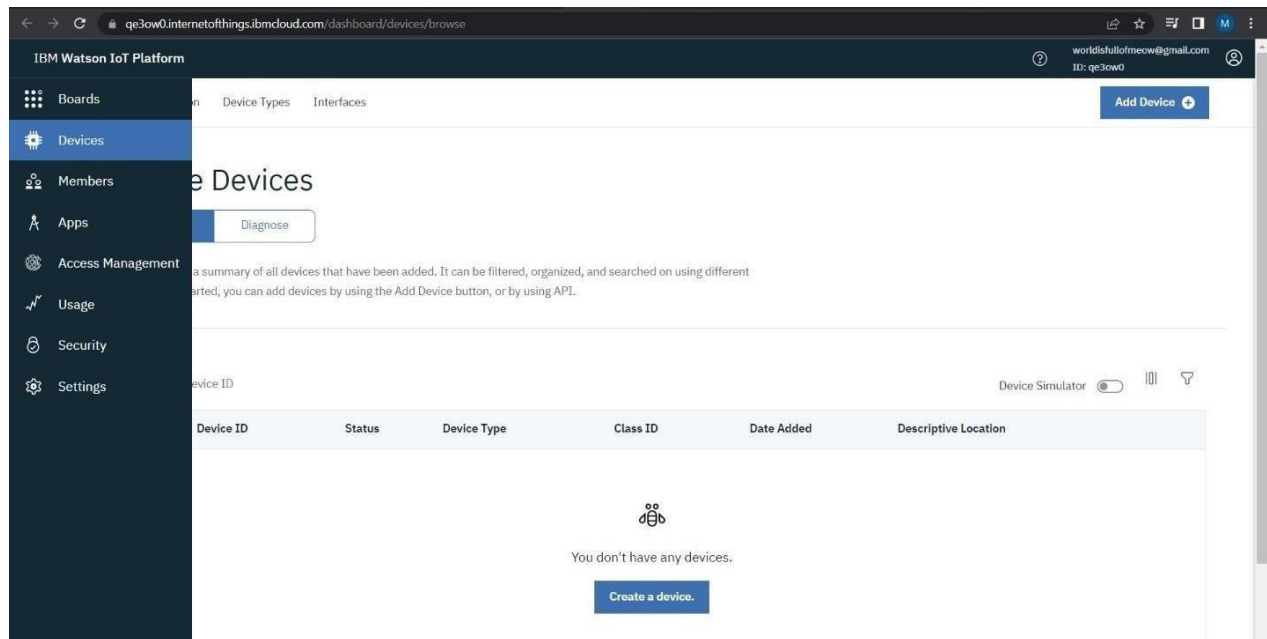 qe3ow0.internetofthings.ibmcloud.com/dashboard/devices/browse
M
IBM Watson IoT Platform
worldisfullofmeow@gmail.com
ID: qe3ow0
Boards
Device Types Interfaces
Add Device
Devices
Members
e Devices
Apps
Diagnose
Access Management
a summary of all devices that have been added. It can be filtered, organized, and searched on using different
arted, you can add devices by using the Add Device button, or by using API.
Usage
Security
Settings
evice ID
Device Simulator
Device ID Status Device Type Class ID Date Added Descriptive Location
You don't have any devices.
Create a device.